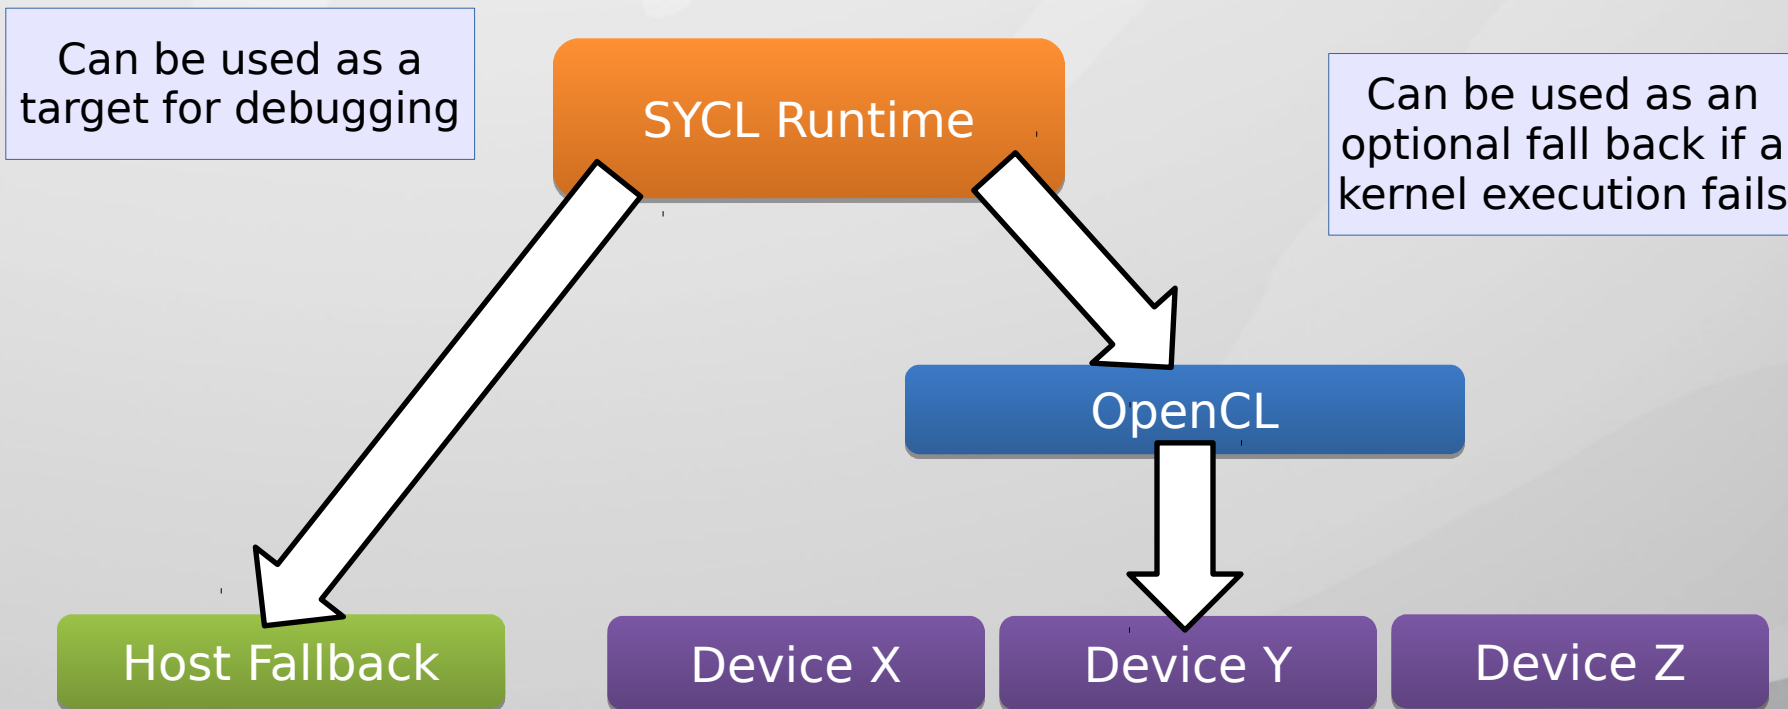 Can be used as a
target for debugging
SYCL Runtime
Can be used as an
optional fall back if a
kernel execution fails
OpenCL
Host Fallback
Device X
Device Y
Device Z